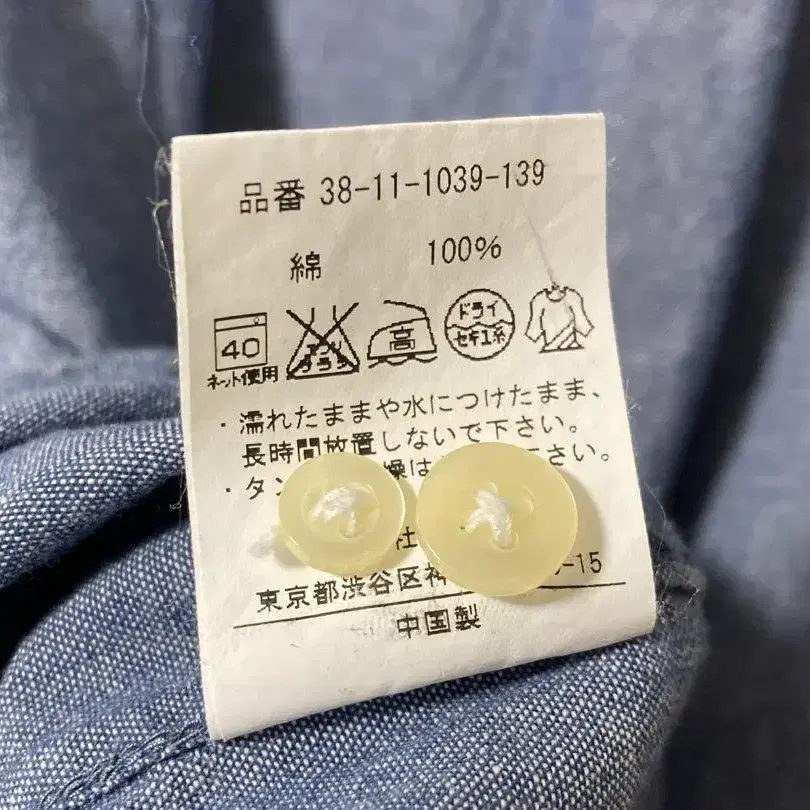 品番 38-11-1039-139
綿 100%
40 高 ドライ セキユ系
ネット使用
・濡れたままや水につけたまま、
長時間放置しないで下さい。
・タン 燥は さい。
社
東京都渋谷区神 -15
中国製